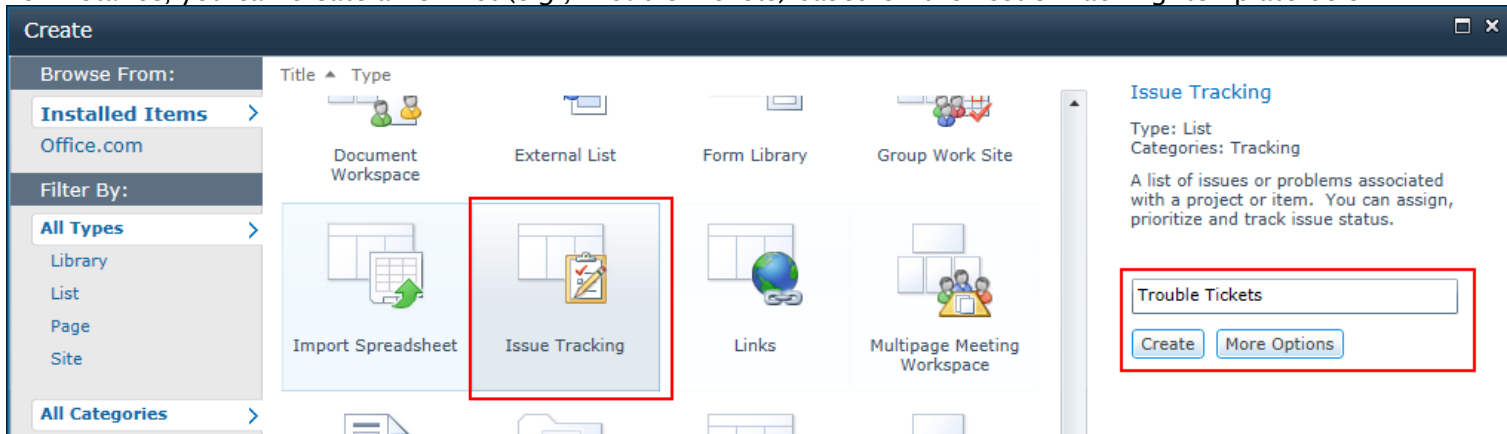 Create
Browse From:
Installed Items
Office.com
Filter By:
All Types
Library
List
Page
Site
All Categories
Title Type
Document
Workspace
External List
Form Library
Group Work Site
Import Spreadsheet
Issue Tracking
Links
Multipage Meeting
Workspace
Issue Tracking
Type: List
Categories: Tracking
A list of issues or problems associated
with a project or item. You can assign,
prioritize and track issue status.
Trouble Tickets
Create More Options